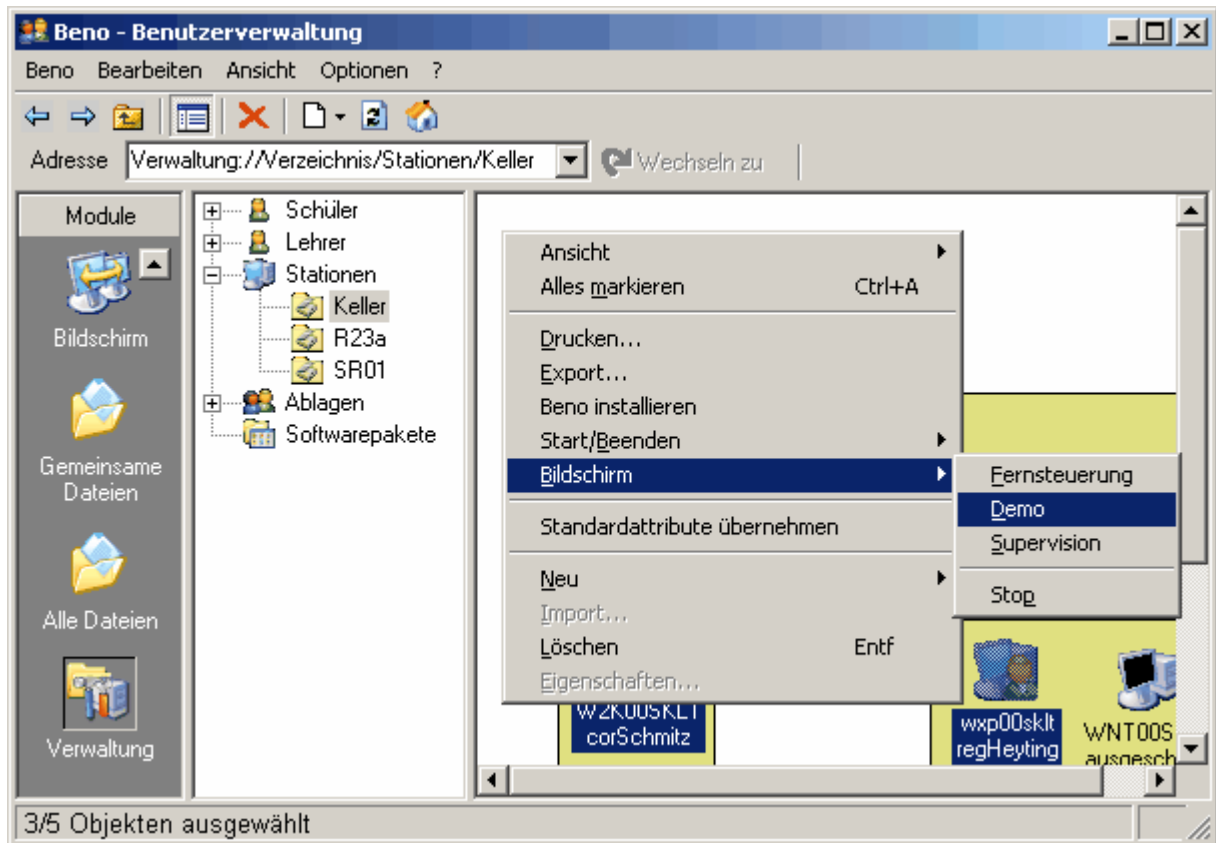 Beno - Benutzerverwaltung
Beno Bearbeiten Ansicht Optionen ?
Adresse Verwaltung://Verzeichnis/Stationen/Keller Wechseln zu
Module
Bildschirm
Gemeinsame
Dateien
Alle Dateien
Verwaltung
Schüler
Lehrer
Stationen
Keller
R23a
SR01
Ablagen
Softwarepakete
Ansicht
Alles markieren Ctrl+A
Drucken...
Export...
Beno installieren
Start/Beenden
Bildschirm
Standardattribute übernehmen
Neu
Import...
Löschen Entf
Eigenschaften...
Fernsteuerung
Demo
Supervision
Stop
corSchmitz
wxp00sklt
regHeyting
WNT00S
ausgesch
3/5 Objekten ausgewählt